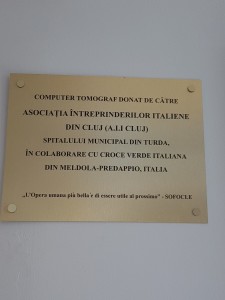 COMPUTER TOMOGRAF DONAT DE CĂTRE
ASOCIAȚIA ÎNTREPRINDERILOR ITALIENE
DIN CLUJ (A.I.I CLUJ)
SPITALULUI MUNICIPAL DIN TURDA,
ÎN COLABORARE CU CROCE VERDE ITALIANA
DIN MELDOLA-PREDAPPIO, ITALIA
„L'Opera umana più bella e di essere utile al prossimo" - SOFOCLE